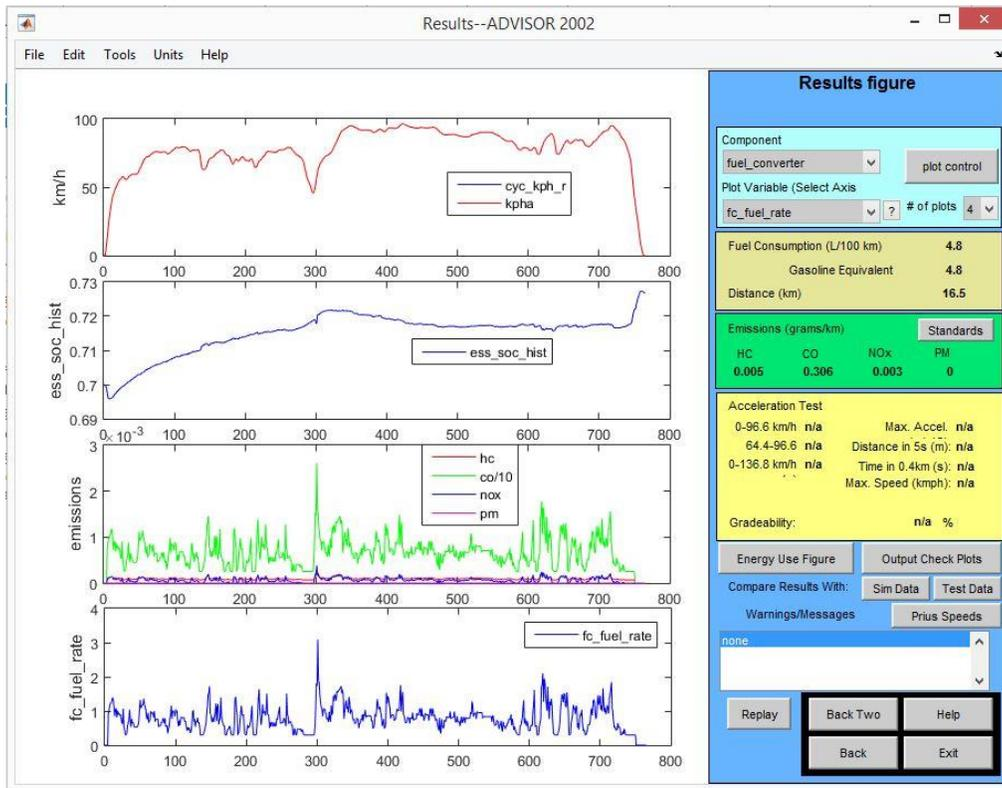 Results--ADVISOR 2002
File Edit Tools Units Help
Results figure
100
50
0
km/h
cyc_kph_r
kpha
0 100 200 300 400 500 600 700 800
0.73
0.72
0.71
0.7
0.69
ess_soc_hist
ess_soc_hist
0 100 200 300 400 500 600 700 800
× 10^-3
3
2
1
0
emissions
hc
co/10
nox
pm
0 100 200 300 400 500 600 700 800
4
3
2
1
0
fc_fuel_rate
fc_fuel_rate
0 100 200 300 400 500 600 700 800
Component
fuel_converter
plot control
Plot Variable (Select Axis
fc_fuel_rate ? # of plots 4
Fuel Consumption (L/100 km) 4.8
Gasoline Equivalent 4.8
Distance (km) 16.5
Emissions (grams/km) Standards
HC CO NOx PM
0.005 0.306 0.003 0
Acceleration Test
0-96.6 km/h n/a Max. Accel. n/a
64.4-96.6 n/a Distance in 5s (m): n/a
0-136.8 km/h n/a Time in 0.4km (s): n/a
Max. Speed (kmph): n/a
Gradeability: n/a %
Energy Use Figure Output Check Plots
Compare Results With: Sim Data Test Data
Warnings/Messages Prius Speeds
none
Replay Back Two Help
Back Exit